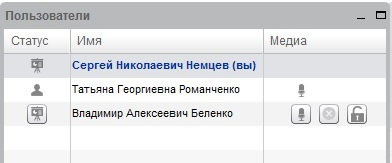 Пользователи
Статус Имя Медиа
Сергей Николаевич Немцев (вы)
Татьяна Георгиевна Романченко
Владимир Алексеевич Беленко